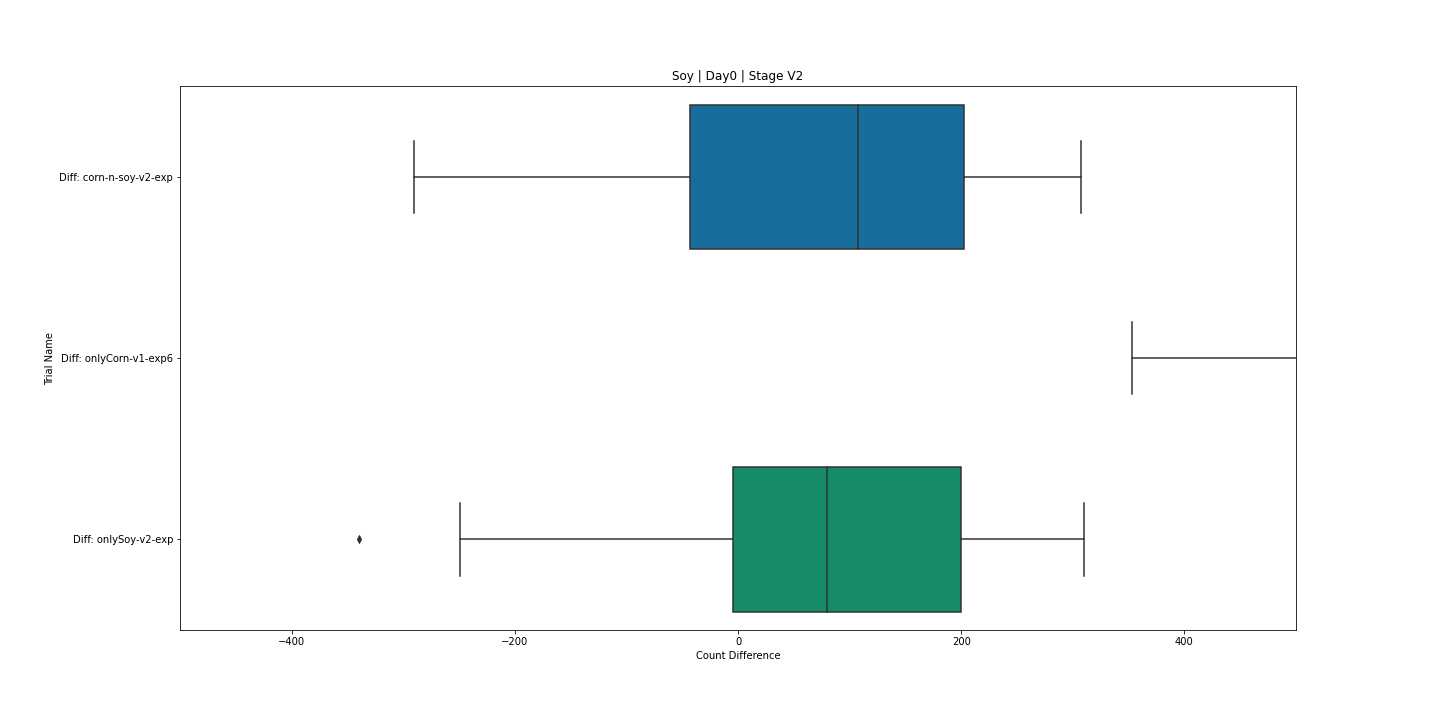 Soy | Day0 | Stage V2
Diff: corn-n-soy-v2-exp
Diff: onlyCorn-v1-exp6
Diff: onlySoy-v2-exp
Trial Name
−400
−200
0
200
400
Count Difference